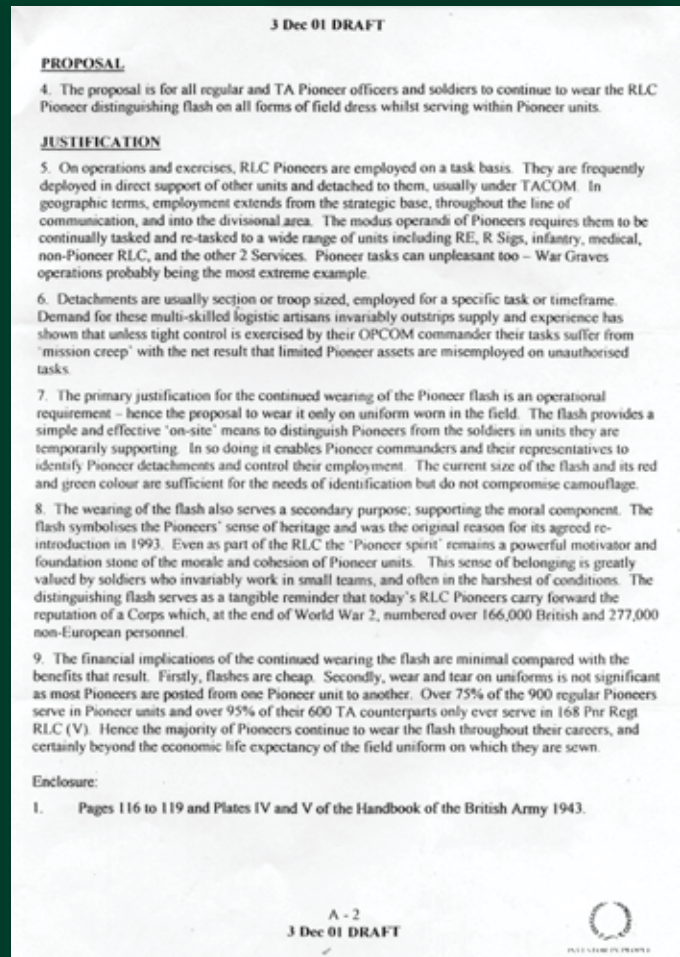 3 Dec 01 DRAFT
PROPOSAL
4. The proposal is for all regular and TA Pioneer officers and soldiers to continue to wear the RLC
Pioneer distinguishing flash on all forms of field dress whilst serving within Pioneer units.
JUSTIFICATION
5. On operations and exercises, RLC Pioneers are employed on a task basis. They are frequently
deployed in direct support of other units and detached to them, usually under TACOM. In
geographic terms, employment extends from the strategic base, throughout the line of
communication, and into the divisional area. The modus operandi of Pioneers requires them to be
continually tasked and re-tasked to a wide range of units including RE, R Sigs, infantry, medical,
non-Pioneer RLC, and the other 2 Services. Pioneer tasks can unpleasant too – War Graves
operations probably being the most extreme example.
6. Detachments are usually section or troop sized, employed for a specific task or timeframe.
Demand for these multi-skilled logistic artisans invariably outstrips supply and experience has
shown that unless tight control is exercised by their OPCOM commander their tasks suffer from
'mission creep' with the net result that limited Pioneer assets are misemployed on unauthorised
tasks.
7. The primary justification for the continued wearing of the Pioneer flash is an operational
requirement – hence the proposal to wear it only on uniform worn in the field. The flash provides a
simple and effective 'on-site' means to distinguish Pioneers from the soldiers in units they are
temporarily supporting. In so doing it enables Pioneer commanders and their representatives to
identify Pioneer detachments and control their employment. The current size of the flash and its red
and green colour are sufficient for the needs of identification but do not compromise camouflage.
8. The wearing of the flash also serves a secondary purpose; supporting the moral component. The
flash symbolises the Pioneers' sense of heritage and was the original reason for its agreed re-
introduction in 1993. Even as part of the RLC the 'Pioneer spirit' remains a powerful motivator and
foundation stone of the morale and cohesion of Pioneer units. This sense of belonging is greatly
valued by soldiers who invariably work in small teams, and often in the harshest of conditions. The
distinguishing flash serves as a tangible reminder that today's RLC Pioneers carry forward the
reputation of a Corps which, at the end of World War 2, numbered over 166,000 British and 277,000
non-European personnel.
9. The financial implications of the continued wearing the flash are minimal compared with the
benefits that result. Firstly, flashes are cheap. Secondly, wear and tear on uniforms is not significant
as most Pioneers are posted from one Pioneer unit to another. Over 75% of the 900 regular Pioneers
serve in Pioneer units and over 95% of their 600 TA counterparts only ever serve in 168 Pnr Regt
RLC (V). Hence the majority of Pioneers continue to wear the flash throughout their careers, and
certainly beyond the economic life expectancy of the field uniform on which they are sewn.
Enclosure:
1. Pages 116 to 119 and Plates IV and V of the Handbook of the British Army 1943.
A - 2
3 Dec 01 DRAFT
INVESTOR IN PEOPLE